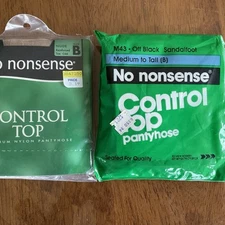 B
No nonsense
CONTROL
TOP
M43 - Off Black Sandalfoot
Medium to Tall (B)
No nonsense®
Control
top
pantyhose